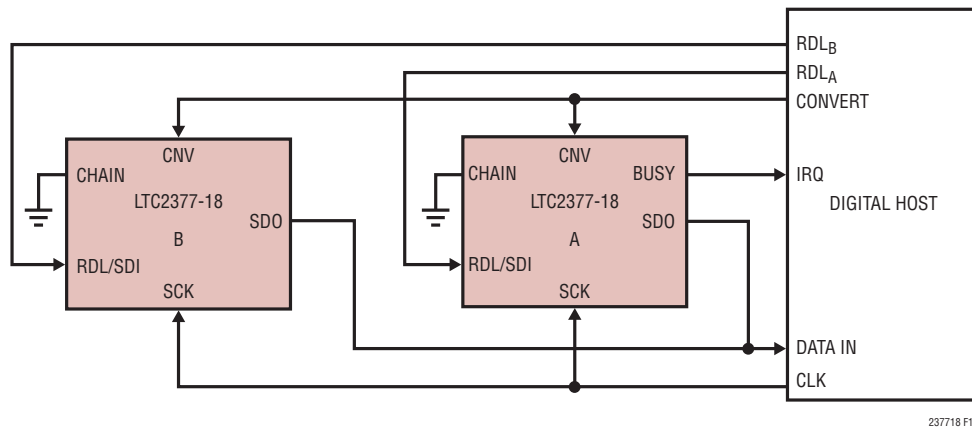 RDLB
RDLA
CONVERT
IRQ
DIGITAL HOST
DATA IN
CLK
CNV
CHAIN
LTC2377-18
SDO
B
RDL/SDI
SCK
CNV
CHAIN
BUSY
LTC2377-18
SDO
A
RDL/SDI
SCK
237718 F1